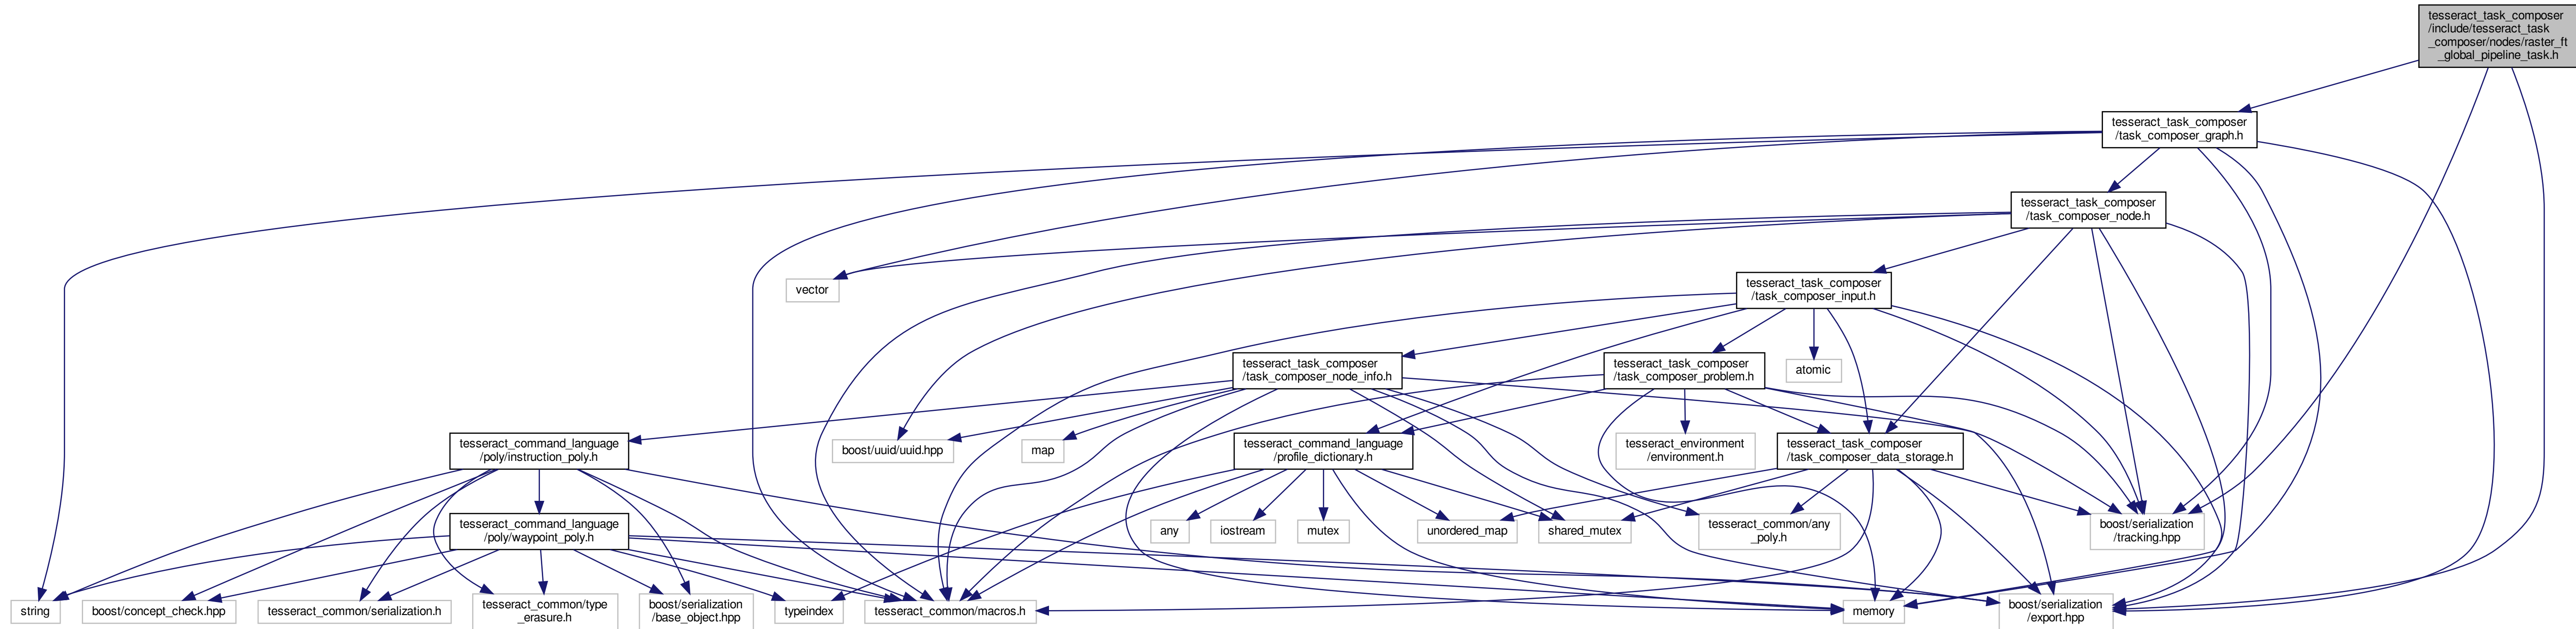 tesseract_task_composer
/include/tesseract_task
_composer/nodes/raster_ft
_global_pipeline_task.h
tesseract_task_composer
/task_composer_graph.h
tesseract_task_composer
/task_composer_node.h
vector
tesseract_task_composer
/task_composer_input.h
tesseract_task_composer
/task_composer_node_info.h
tesseract_task_composer
/task_composer_problem.h
atomic
tesseract_command_language
/poly/instruction_poly.h
boost/uuid/uuid.hpp
map
tesseract_command_language
/profile_dictionary.h
tesseract_environment
/environment.h
tesseract_task_composer
/task_composer_data_storage.h
tesseract_command_language
/poly/waypoint_poly.h
any
iostream
mutex
unordered_map
shared_mutex
tesseract_common/any
_poly.h
boost/serialization
/tracking.hpp
string
boost/concept_check.hpp
tesseract_common/serialization.h
tesseract_common/type
_erasure.h
boost/serialization
/base_object.hpp
typeindex
tesseract_common/macros.h
memory
boost/serialization
/export.hpp